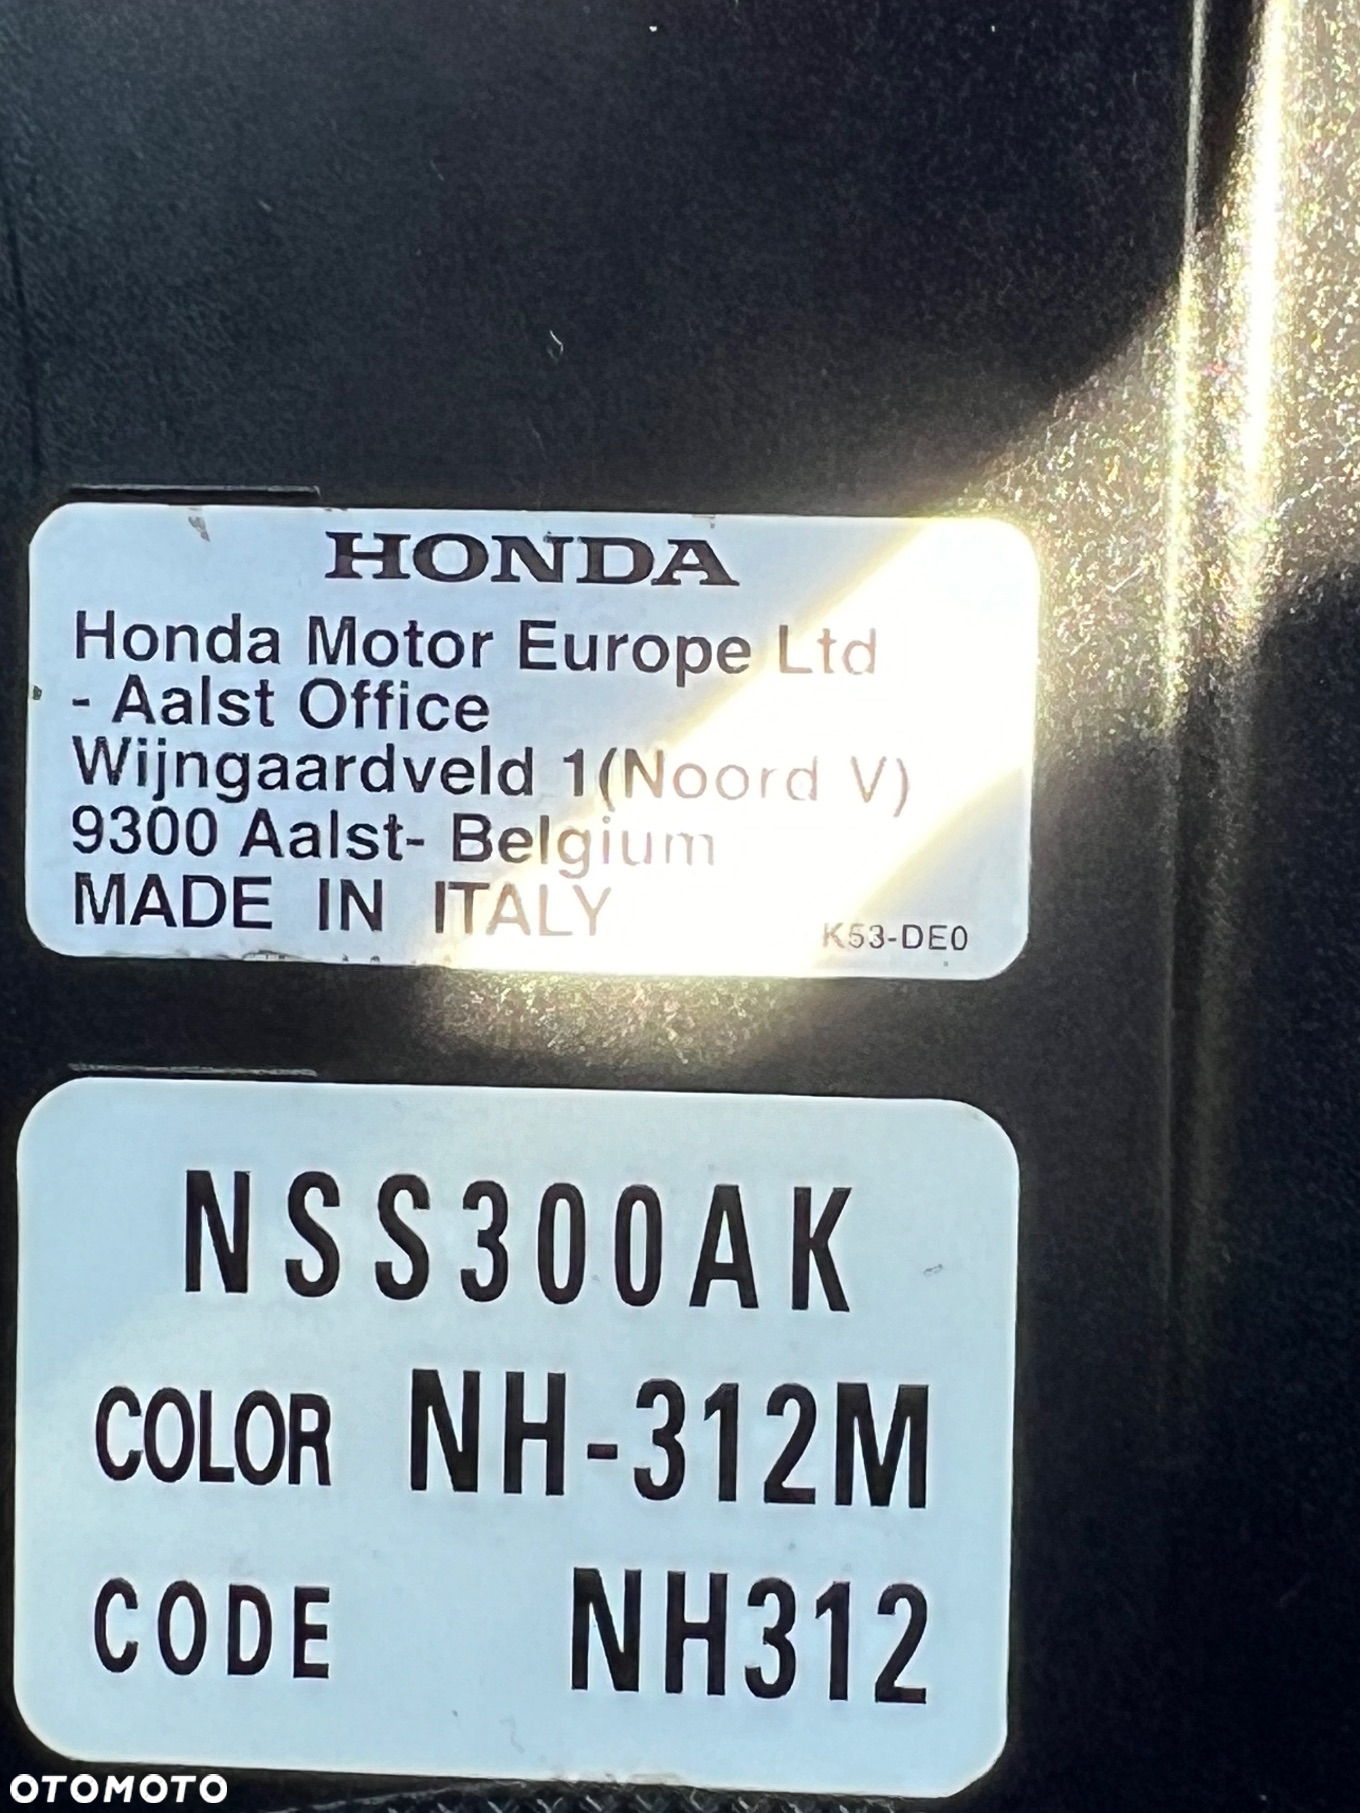 HONDA
Honda Motor Europe Ltd
- Aalst Office
Wijngaardveld 1(Noord V)
9300 Aalst- Belgium
MADE IN ITALY
K53-DE0
NSS300AK
COLOR NH-312M
CODE NH312
OTOMOTO